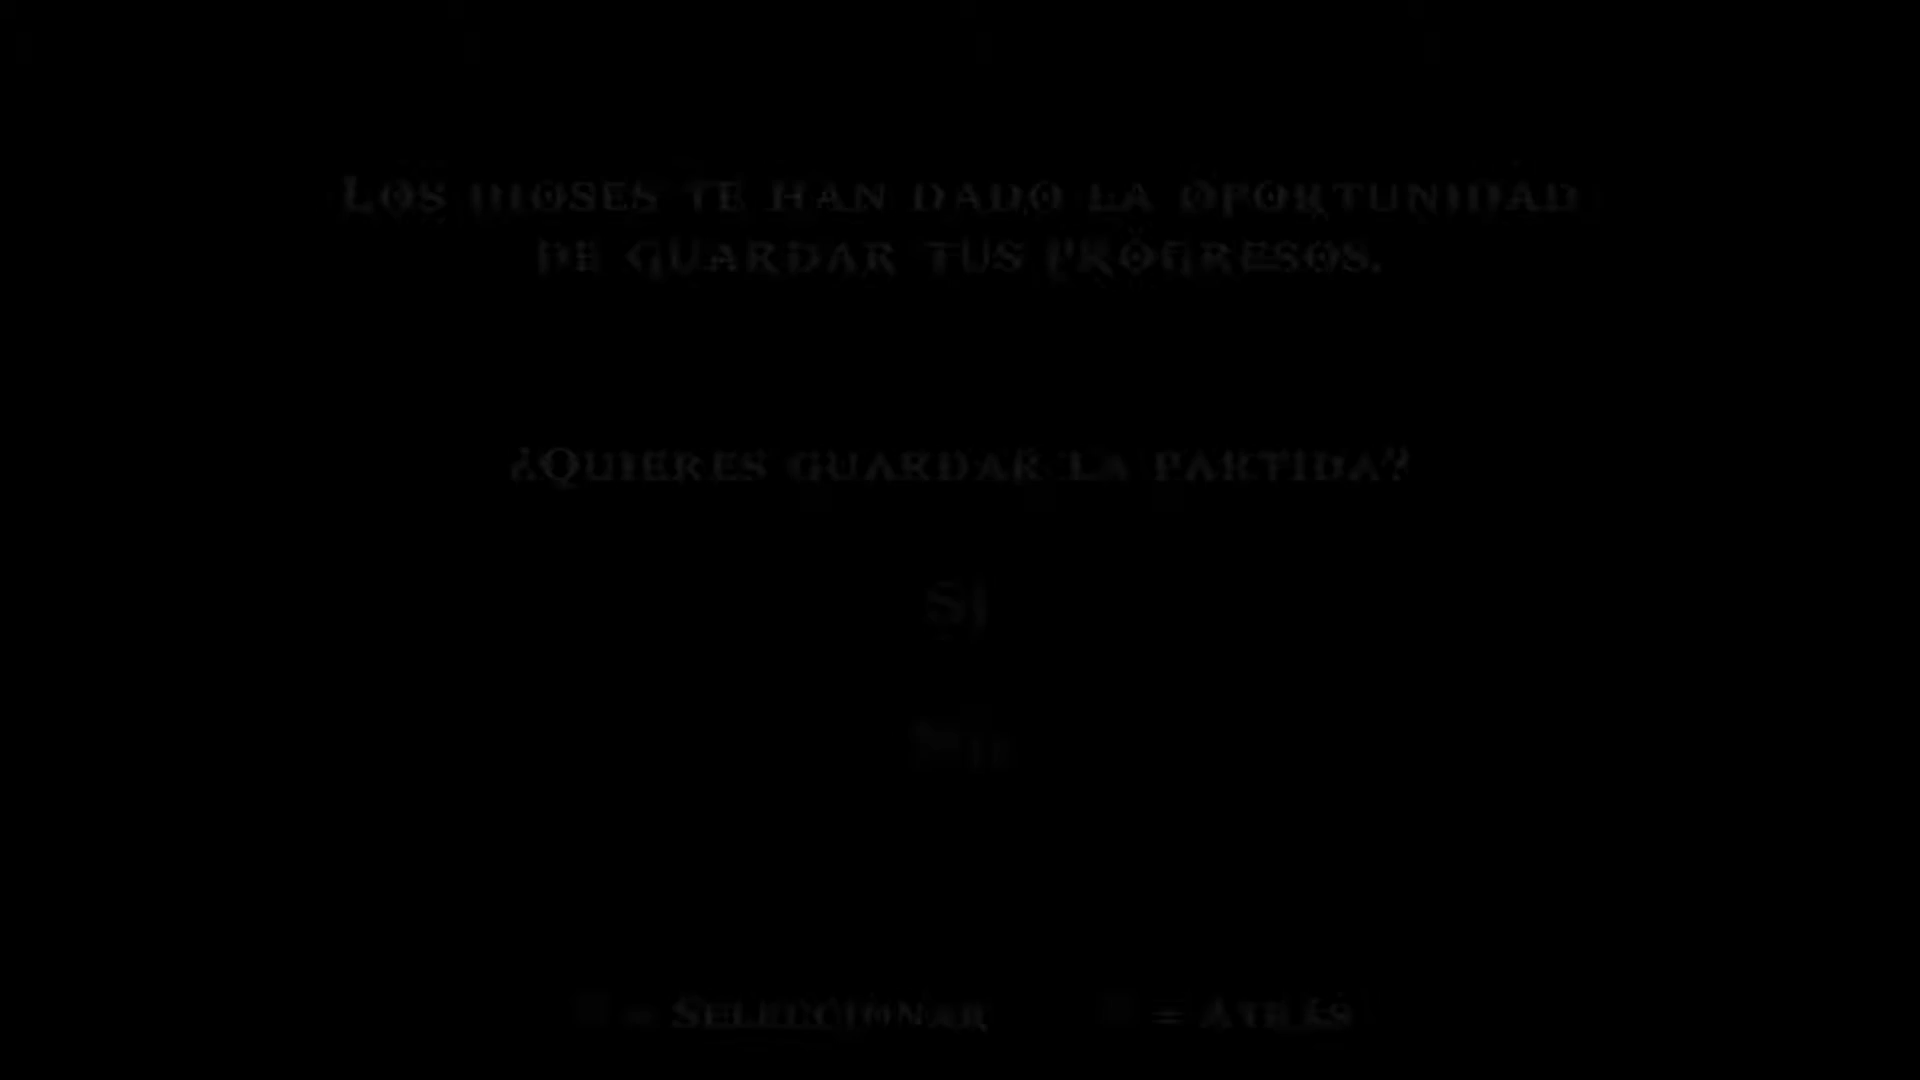 Los dioses te han dado la oportunidad
de guardar tus progresos.
¿Quieres guardar la partida?
Sí
No
= Seleccionar = Atrás